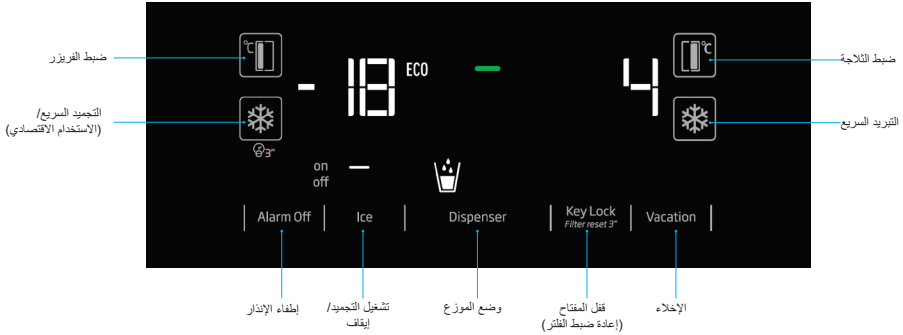 °C
°C
- 18
ECO
4
ضبط الفريزر
ضبط الثلاجة
التجميد السريع/
(الاستخدام الاقتصادي)
التبريد السريع
3"
on
off
Alarm Off
Ice
Dispenser
Key Lock
Filter reset 3"
Vacation
إطفاء الإنذار
تشغيل التجميد/
إيقاف
وضع الموزع
قفل المفتاح
(إعادة ضبط الفلتر)
الإخلاء